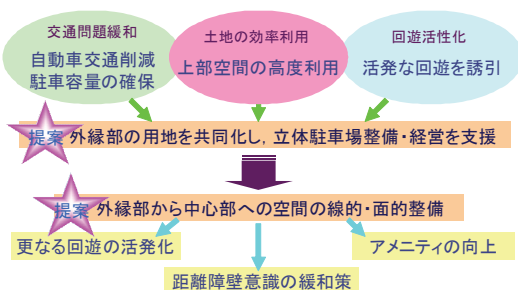 交通問題緩和
自動車交通削減
駐車容量の確保
土地の効率利用
上部空間の高度利用
回遊活性化
活発な回遊を誘引
提案 外縁部の用地を共同化し，立体駐車場整備・経営を支援
提案 外縁部から中心部への空間の線的・面的整備
更なる回遊の活発化
アメニティの向上
距離障壁意識の緩和策